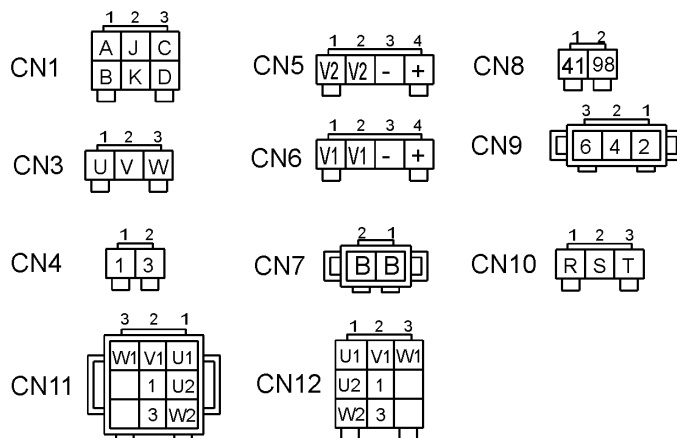 CN1
1 2 3
A J C
B K D
CN5
1 2 3 4
V2 V2 - +
CN8
1 2
41 98
CN3
1 2 3
U V W
CN6
1 2 3 4
V1 V1 - +
CN9
3 2 1
6 4 2
CN4
1 2
1 3
CN7
2 1
B B
CN10
1 2 3
R S T
CN11
3 2 1
W1 V1 U1
1 U2
3 W2
CN12
1 2 3
U1 V1 W1
U2 1
W2 3